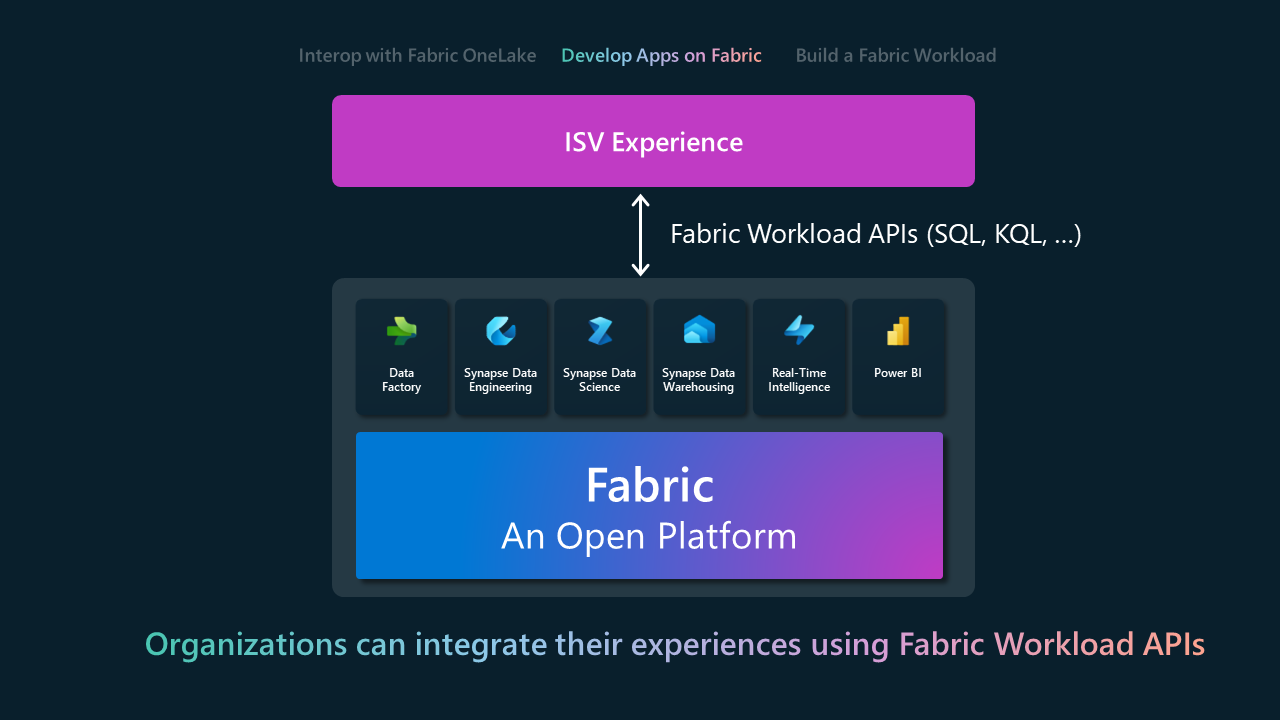 Interop with Fabric OneLake
Develop Apps on Fabric
Build a Fabric Workload
ISV Experience
Fabric Workload APIs (SQL, KQL, ...)
Data
Factory
Synapse Data
Engineering
Synapse Data
Science
Synapse Data
Warehousing
Real-Time
Intelligence
Power BI
Fabric
An Open Platform
Organizations can integrate their experiences using Fabric Workload APIs